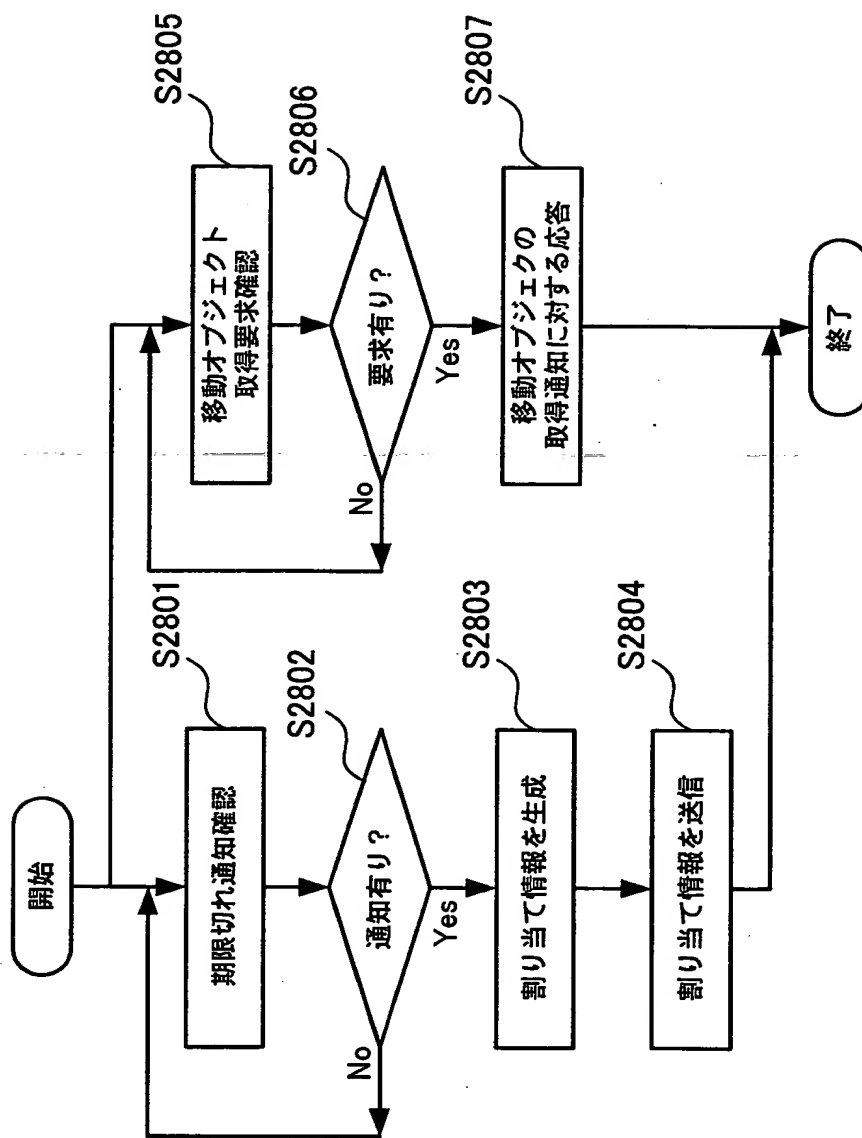 開始
S2801
期限切れ通知確認
S2802
通知有り？
No
Yes
S2803
割り当て情報を生成
S2804
割り当て情報を送信
S2805
移動オブジェクト
取得要求確認
S2806
要求有り？
No
Yes
S2807
移動オブジェクの
取得通知に対する応答
終了